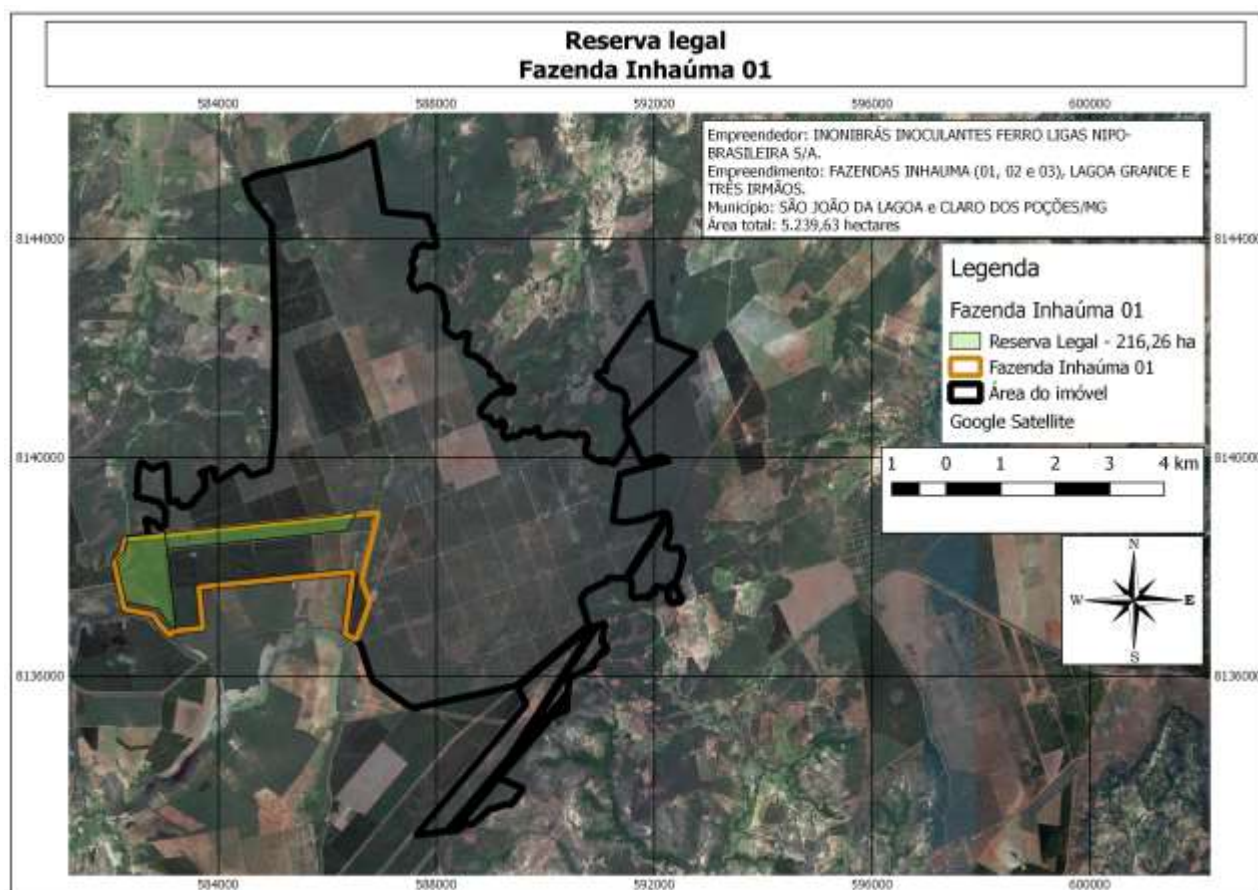 Reserva legal
Fazenda Inhaúma 01
584000 588000 592000 596000 600000
Empreendedor: INONIBRÁS INOCULANTES FERRO LIGAS NIPO-
BRASILEIRA S/A.
Empreendimento: FAZENDAS INHAUMA (01, 02 e 03), LAGOA GRANDE E
TRÊS IRMÃOS.
Município: SÃO JOÃO DA LAGOA e CLARO DOS POÇÕES/MG
Área total: 5.239,63 hectares
8144000 8144000
Legenda
Fazenda Inhaúma 01
Reserva Legal - 216,26 ha
Fazenda Inhaúma 01
Área do imóvel
Google Satellite
8140000 8140000
1 0 1 2 3 4 km
N
W E
S
8136000 8136000
584000 588000 592000 596000 600000